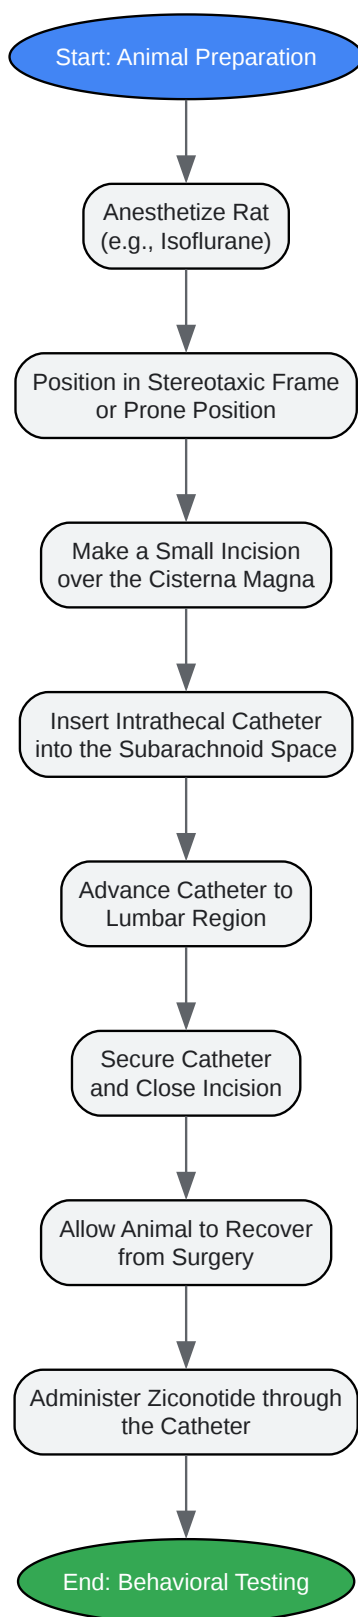 Start: Animal Preparation
Anesthetize Rat
(e.g., Isoflurane)
Position in Stereotaxic Frame
or Prone Position
Make a Small Incision
over the Cisterna Magna
Insert Intrathecal Catheter
into the Subarachnoid Space
Advance Catheter to
Lumbar Region
Secure Catheter
and Close Incision
Allow Animal to Recover
from Surgery
Administer Ziconotide through
the Catheter
End: Behavioral Testing